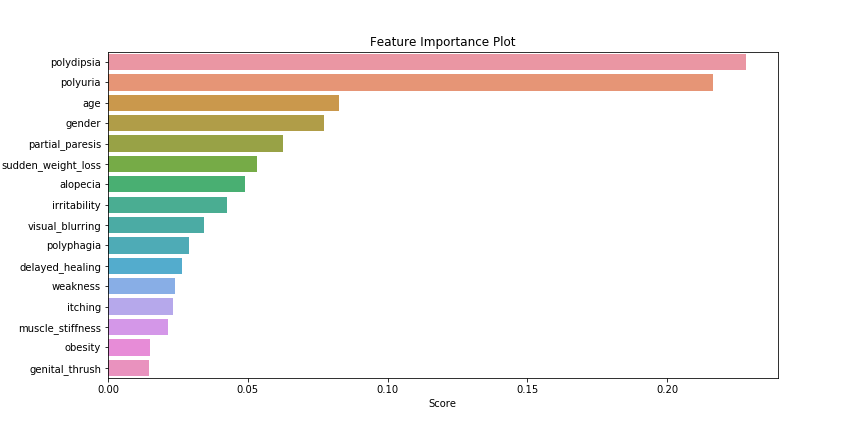 Feature Importance Plot
polydipsia
polyuria
age
gender
partial_paresis
sudden_weight_loss
alopecia
irritability
visual_blurring
polyphagia
delayed_healing
weakness
itching
muscle_stiffness
obesity
genital_thrush
0.00 0.05 0.10 0.15 0.20
Score